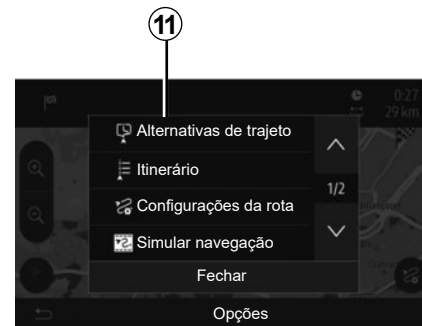 11
0:27
29 km
Alternativas de trajeto
Itinerário
1/2
Configurações da rota
Simular navegação
Fechar
Opções